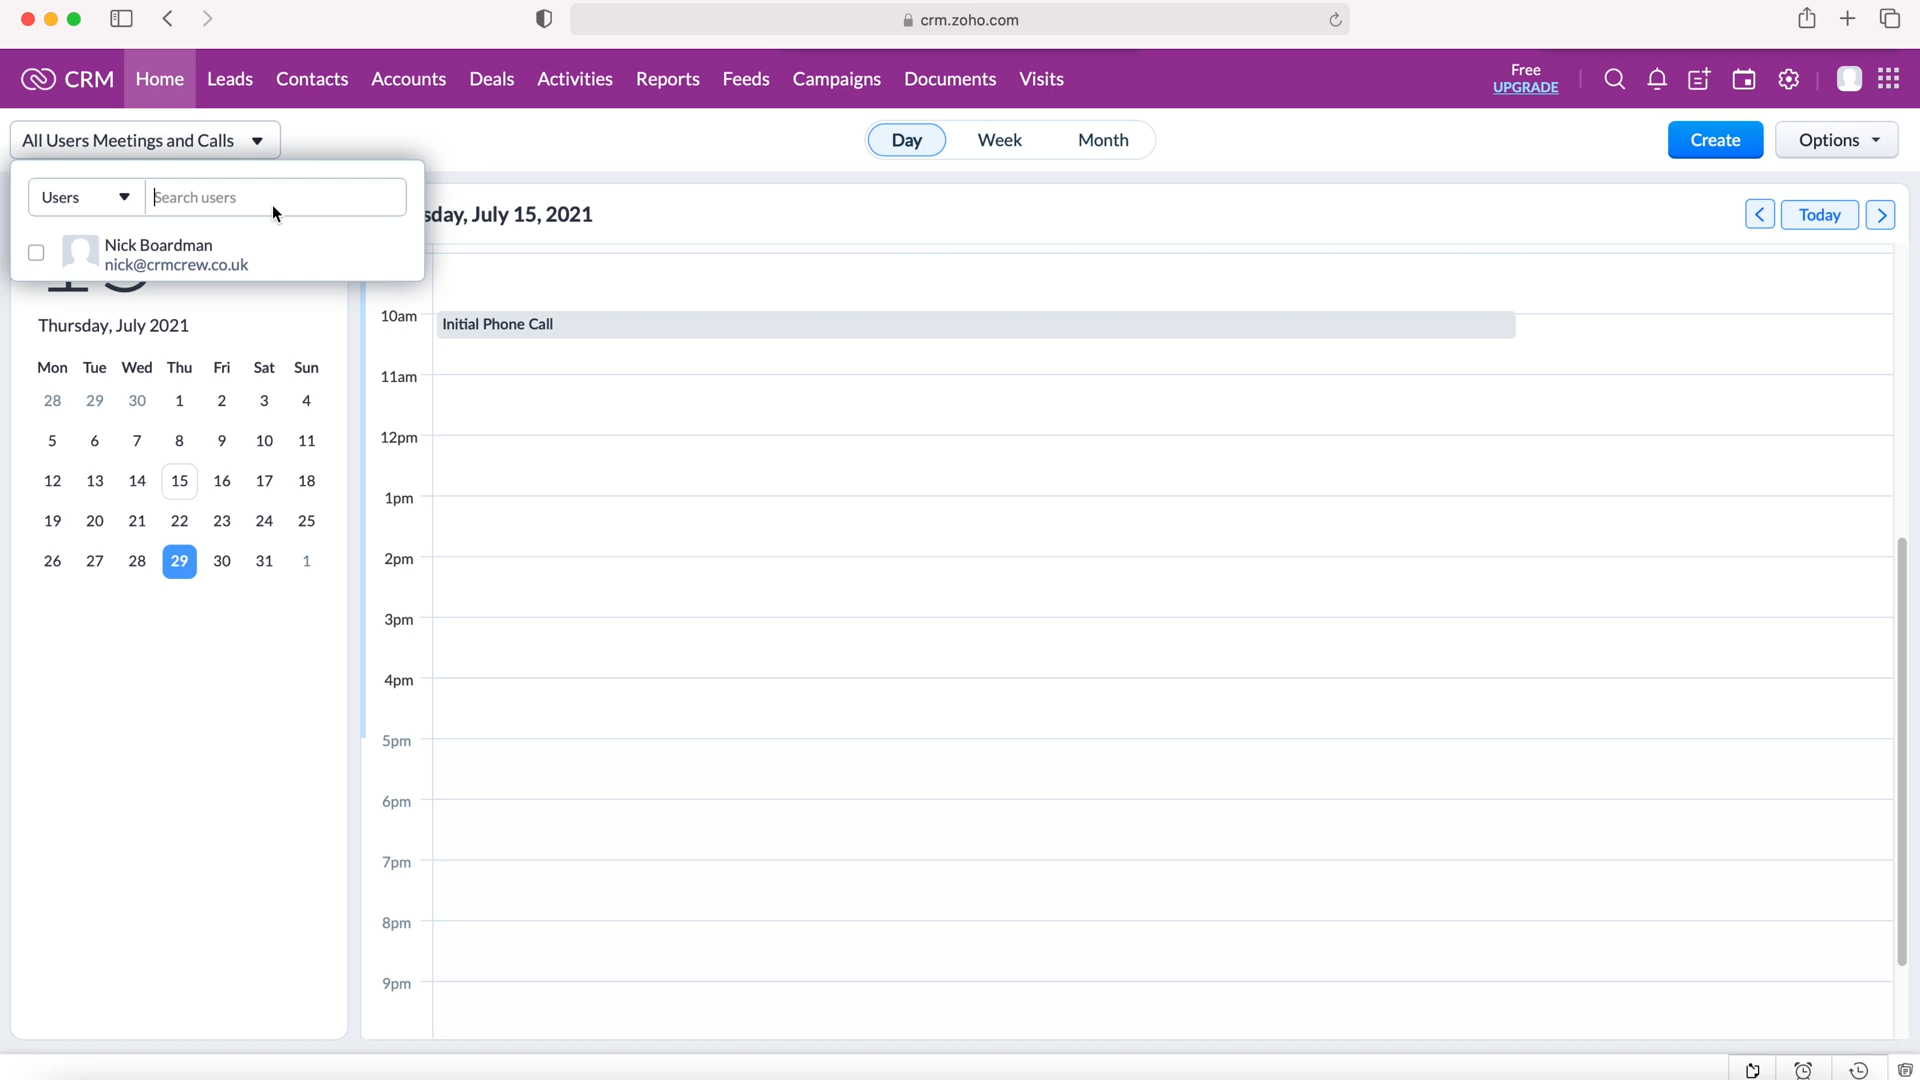 crm.zoho.com
CRM Home Leads Contacts Accounts Deals Activities Reports Feeds Campaigns Documents Visits
Free
UPGRADE
All Users Meetings and Calls
Day Week Month
Create Options
Users Search users
Nick Boardman
nick@crmcrew.co.uk
sday, July 15, 2021
Today
Thursday, July 2021
Mon Tue Wed Thu Fri Sat Sun
28 29 30 1 2 3 4
5 6 7 8 9 10 11
12 13 14 15 16 17 18
19 20 21 22 23 24 25
26 27 28 29 30 31 1
10am Initial Phone Call
11am
12pm
1pm
2pm
3pm
4pm
5pm
6pm
7pm
8pm
9pm